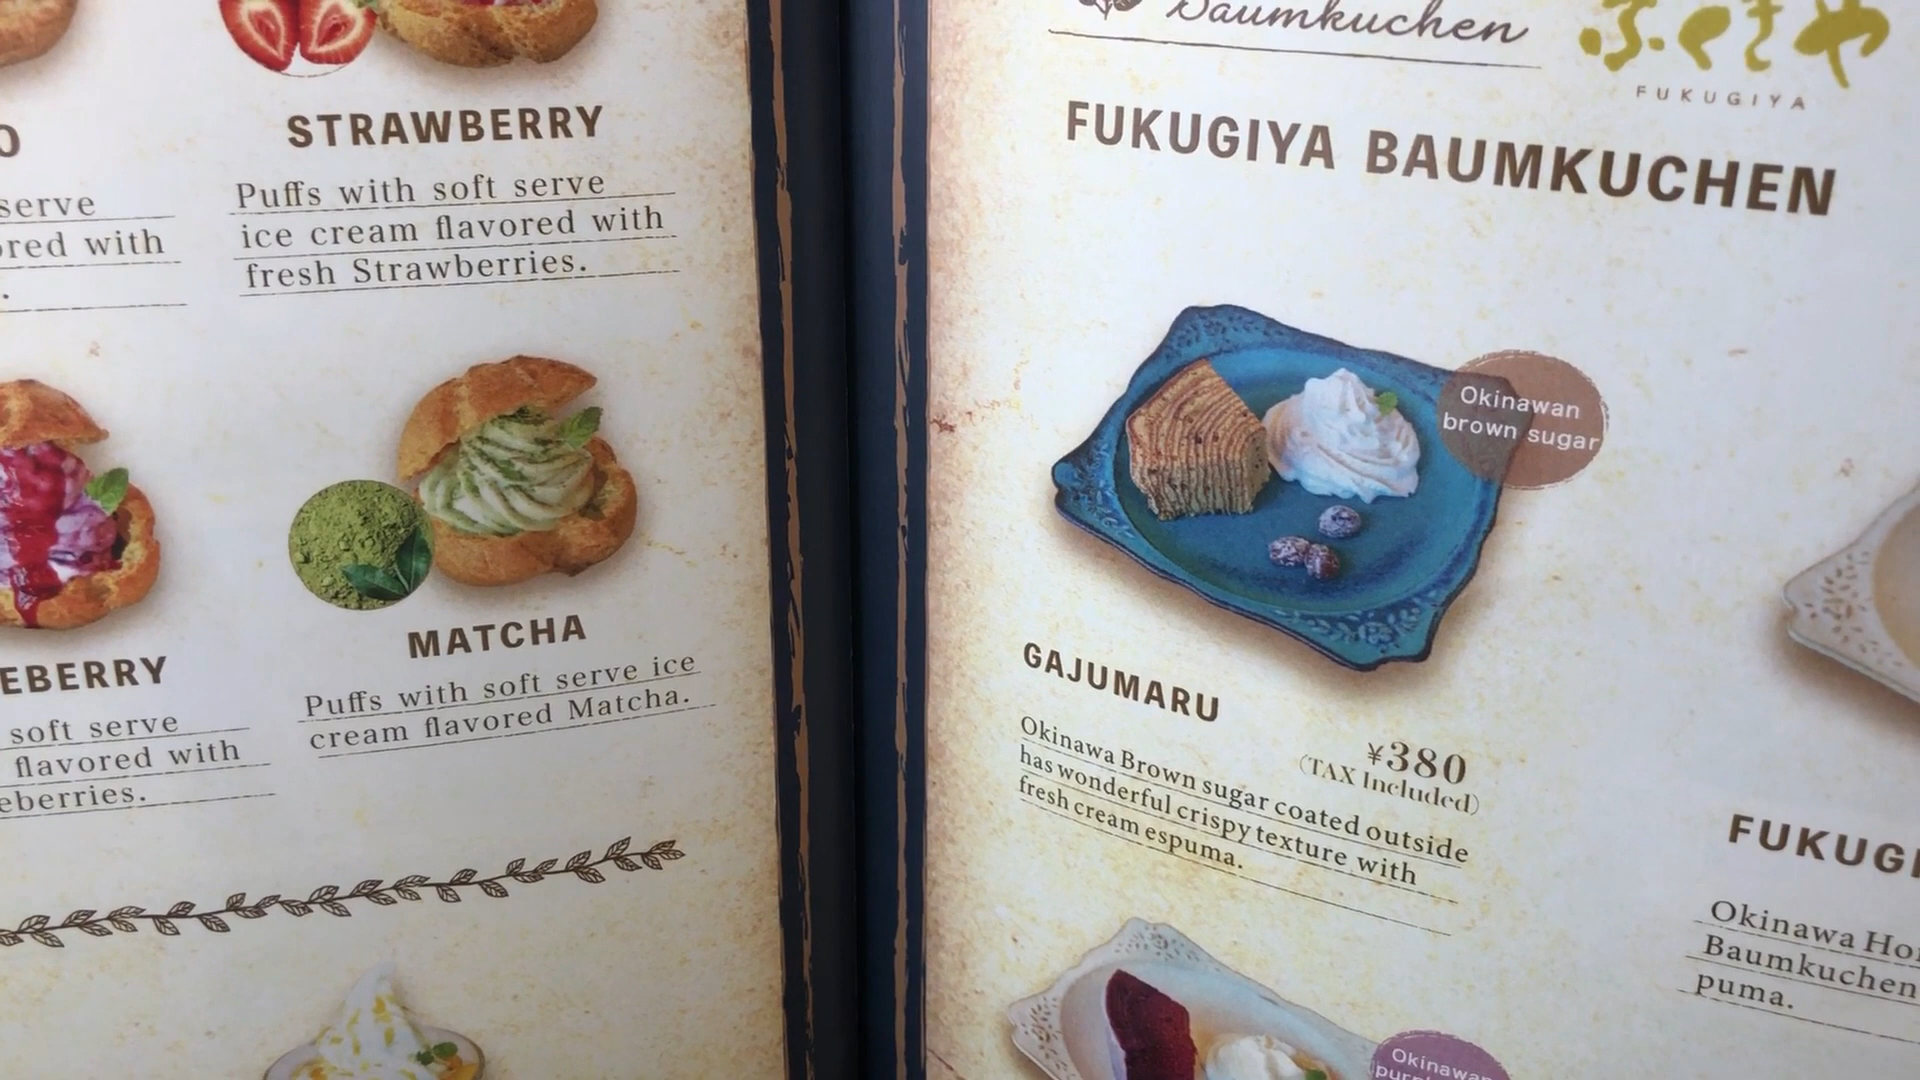 O
serve
ored with
.
STRAWBERRY
Puffs with soft serve
ice cream flavored with
fresh Strawberries.
EBERRY
soft serve
flavored with
eberries.
MATCHA
Puffs with soft serve ice
cream flavored Matcha.
Baumkuchen
ふくぎや
FUKUGIYA
FUKUGIYA BAUMKUCHEN
Okinawan
brown sugar
GAJUMARU
¥380
(TAX Included)
Okinawa Brown sugar coated outside
has wonderful crispy texture with
fresh cream espuma.
FUKUGI
Okinawa Ho
Baumkuchen
puma.
Okinawan